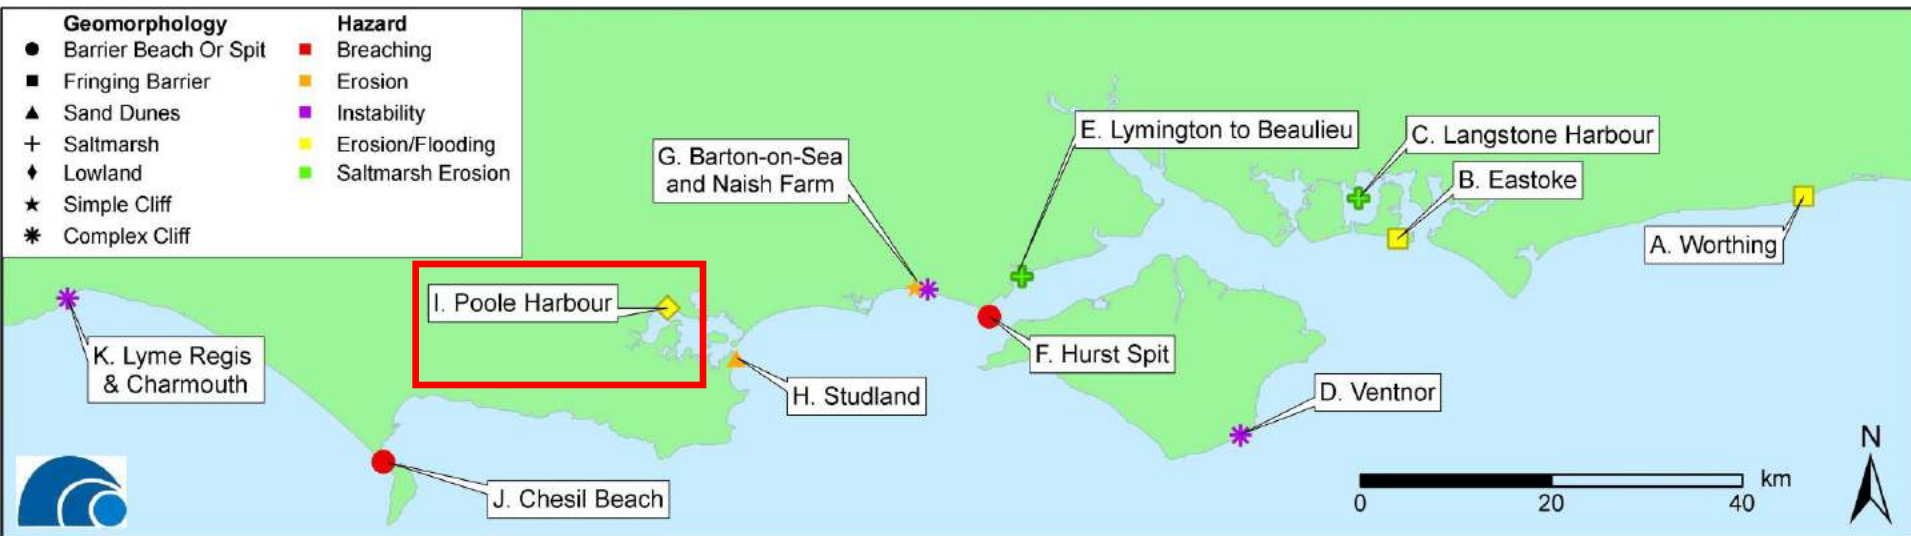 Geomorphology
Barrier Beach Or Spit
Fringing Barrier
Sand Dunes
Saltmarsh
Lowland
Simple Cliff
Complex Cliff
Hazard
Breaching
Erosion
Instability
Erosion/Flooding
Saltmarsh Erosion
E. Lymington to Beaulieu
C. Langstone Harbour
G. Barton-on-Sea
and Naish Farm
B. Eastoke
A. Worthing
I. Poole Harbour
K. Lyme Regis
& Charmouth
F. Hurst Spit
H. Studland
D. Ventnor
J. Chesil Beach
N
km
0 20 40